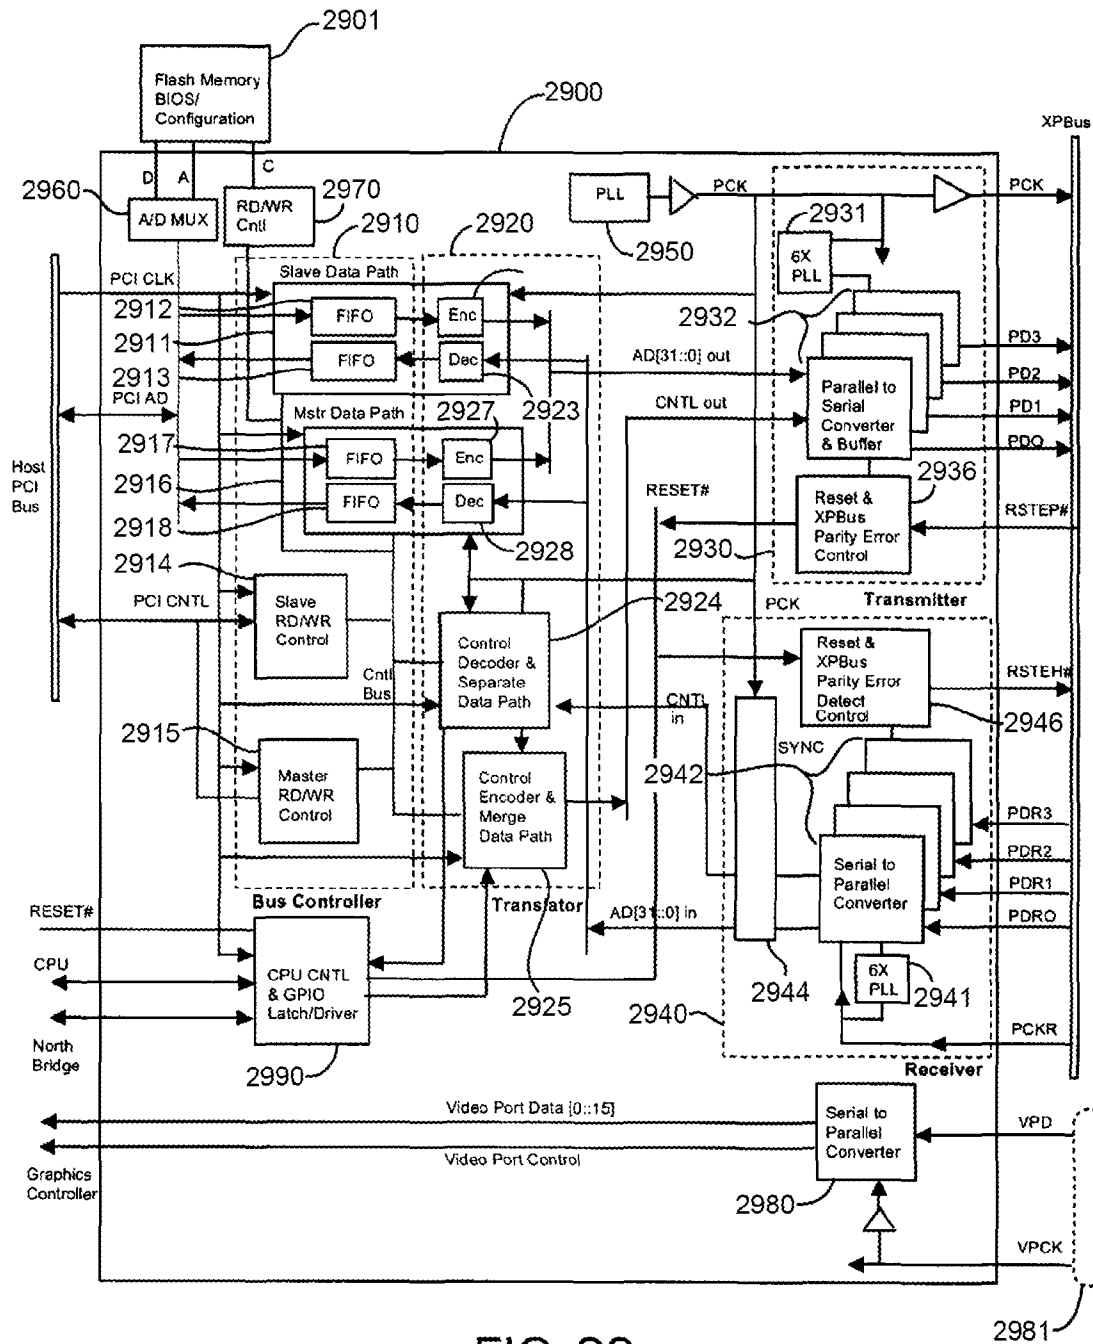 2901
Flash Memory
BIOS/
Configuration
2900
XPBus
D
A
C
2960
A/D MUX
RD/WR
Cntl
2970
2910
2920
PLL
2950
PCK
PCK
2931
6X
PLL
Slave Data Path
PCI CLK
2912
FIFO
Enc
2911
FIFO
Dec
2913
2923
PCI AD
Mstr Data Path
2927
2917
FIFO
Enc
2916
FIFO
Dec
2918
2928
Host
PCI
Bus
2932
AD[31::0] out
CNTL out
Parallel to
Serial
Converter
& Buffer
PD3
PD2
PD1
PDO
2936
RESET#
Reset &
XPBus
Parity Error
Control
RSTEP#
2930
Transmitter
2914
PCI CNTL
Slave
RD/WR
Control
2924
Control
Decoder &
Separate
Data Path
Cntl
Bus
PCK
Reset &
XPBus
Parity Error
Detect
Control
RSTEH#
2946
CNTL
in
SYNC
2942
2915
Master
RD/WR
Control
Control
Encoder &
Merge
Data Path
PDR3
PDR2
PDR1
PDRO
Serial to
Parallel
Converter
Bus Controller
Translator
AD[31::0] in
RESET#
CPU
CPU CNTL
& GPIO
Latch/Driver
2925
2944
6X
PLL
2941
2940
PCKR
North
Bridge
2990
Receiver
Video Port Data [0::15]
Video Port Control
Serial to
Parallel
Converter
VPD
Graphics
Controller
2980
VPCK
2981